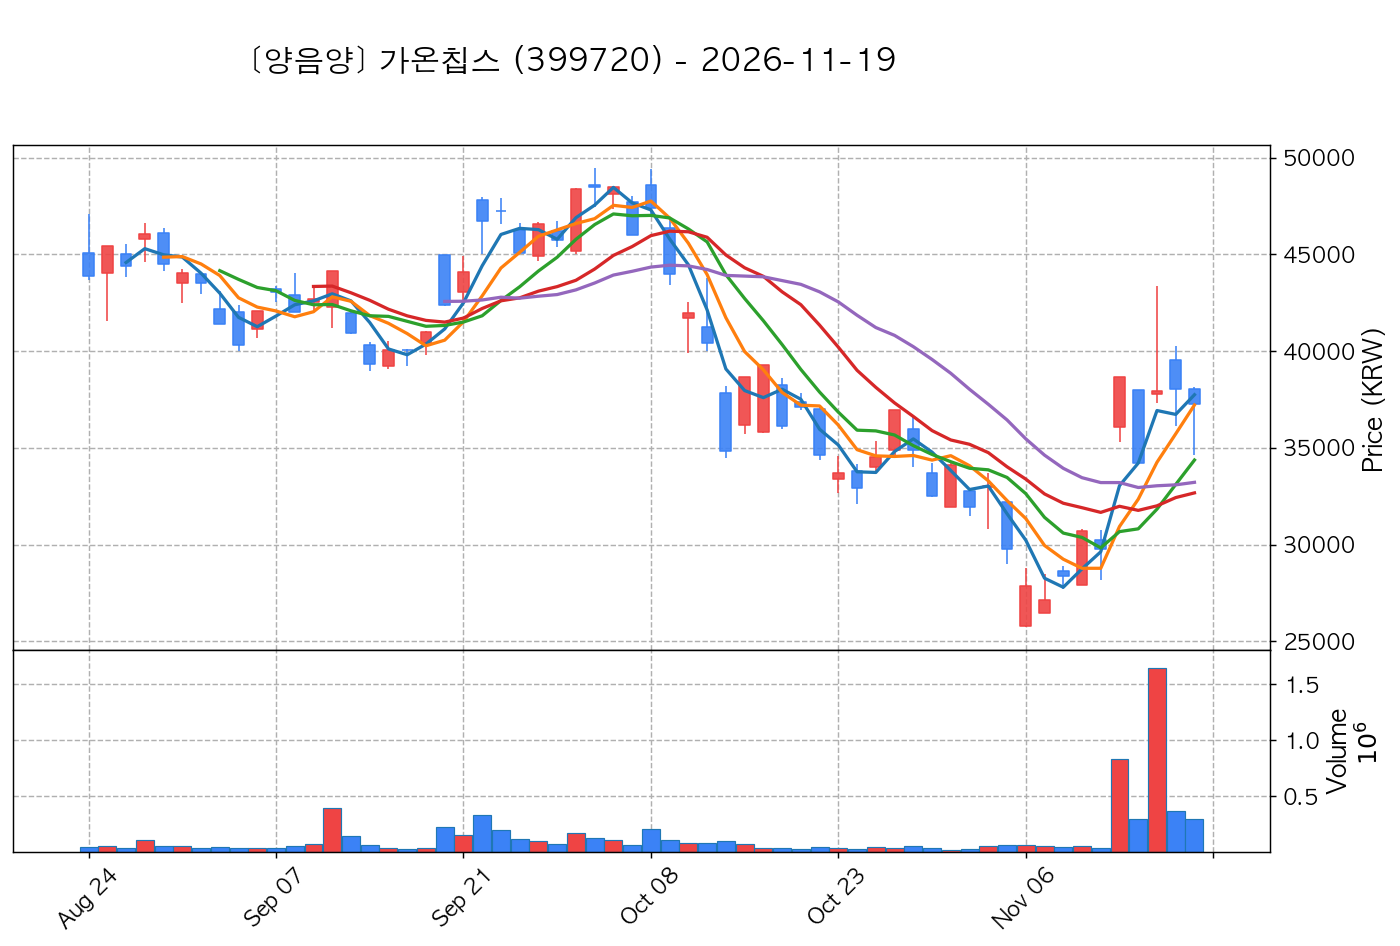 [양음양] 가온칩스 (399720) - 2026-11-19
50000
45000
40000
35000
30000
25000
Price (KRW)
1.5
1.0
0.5
Volume
10^6
Aug 24
Sep 07
Sep 21
Oct 08
Oct 23
Nov 06